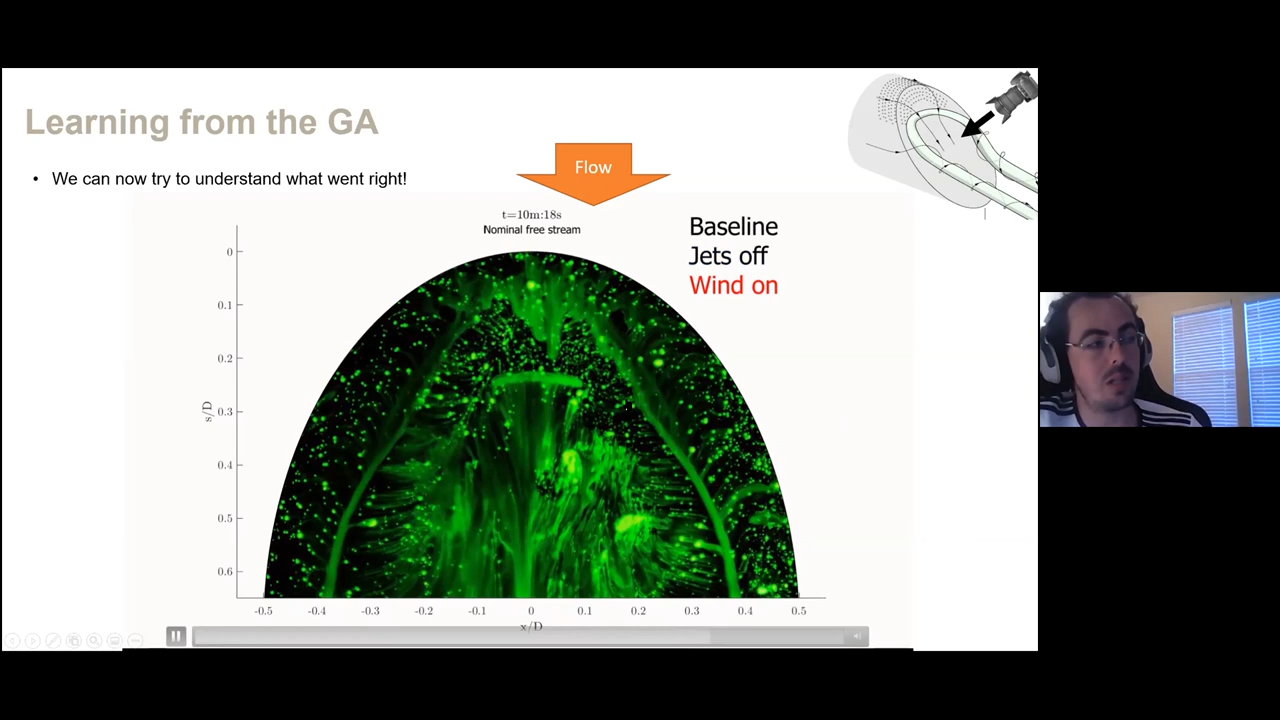 Learning from the GA
• We can now try to understand what went right!
Flow
t=10m:18s
Nominal free stream
Baseline
Jets off
Wind on
0
0.1
0.2
0.3
0.4
0.5
0.6
s/D
-0.5 -0.4 -0.3 -0.2 -0.1 0 0.1 0.2 0.3 0.4 0.5
x/D